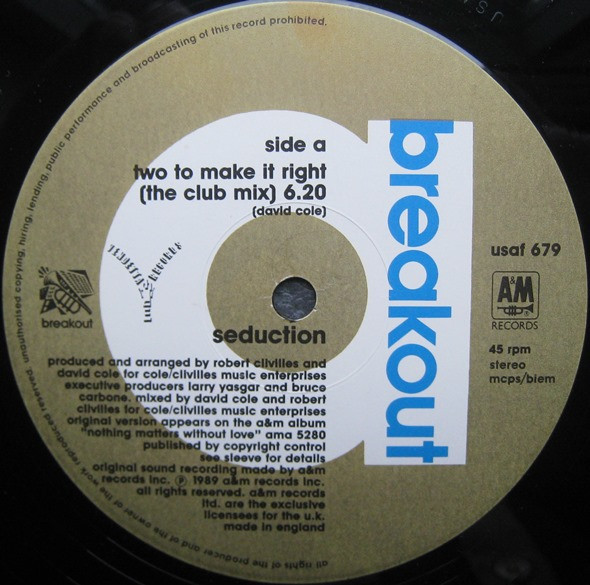 all rights of the producer and of the owner of the work reproduced reserved. unauthorised copying, hiring, lending, public performance and broadcasting of this record prohibited.
side a
two to make it right
(the club mix) 6.20
(david cole)
breakout
usaf 679
A&M
RECORDS
45 rpm
stereo
mcps/biem
breakout
VENDETTA RECORDS
seduction
produced and arranged by robert clivilles and
david cole for cole/clivilles music enterprises
executive producers larry yasgar and bruce
carbone. mixed by david cole and robert
clivilles for cole/clivilles music enterprises
original version appears on the a&m album
"nothing matters without love" ama 5280
published by copyright control
see sleeve for details
original sound recording made by a&m
records inc. ℗ 1989 a&m records inc.
all rights reserved. a&m records
ltd. are the exclusive
licensees for the u.k.
made in england